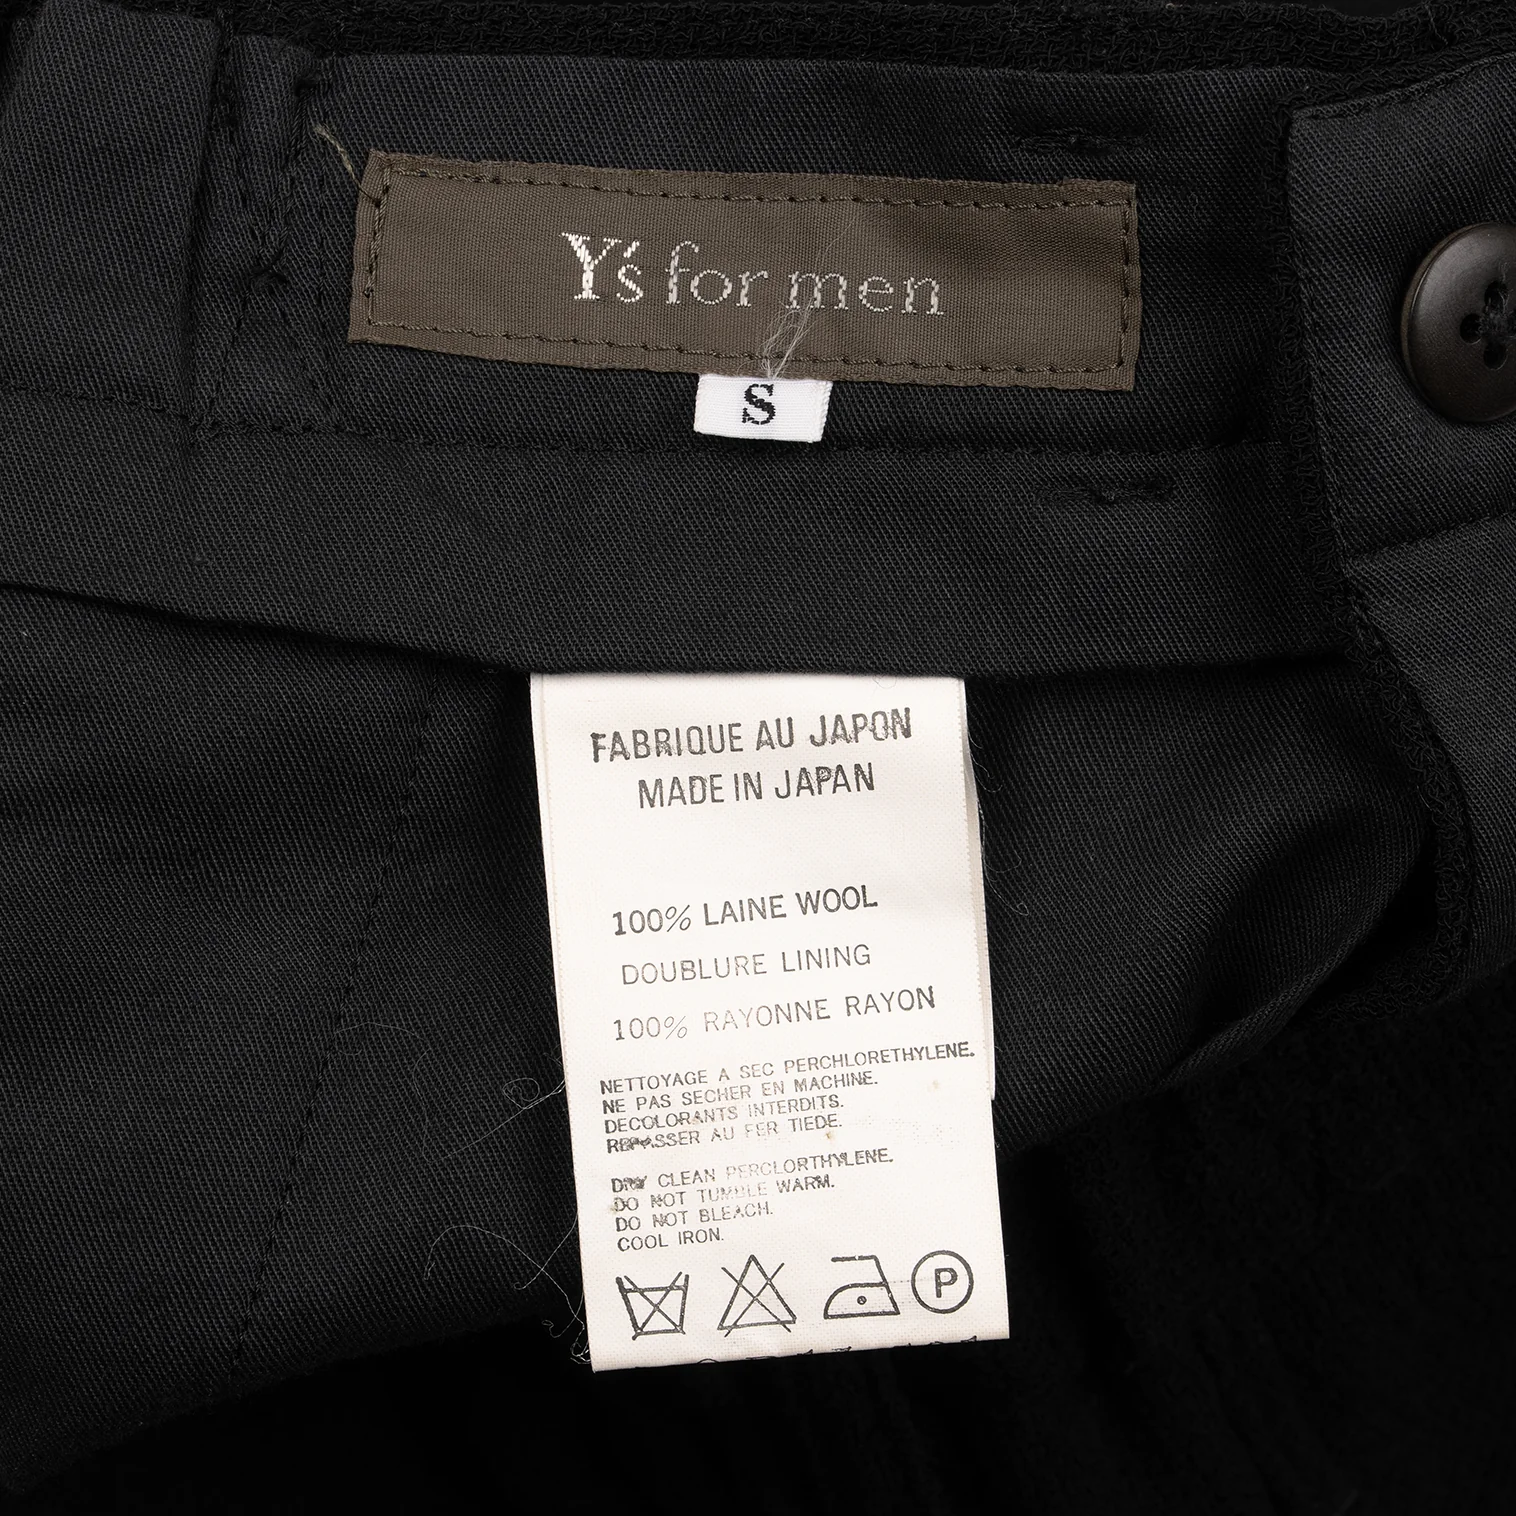 Y's for men
S
FABRIQUE AU JAPON
MADE IN JAPAN
100% LAINE WOOL
DOUBLURE LINING
100% RAYONNE RAYON
NETTOYAGE A SEC PERCHLORETHYLENE.
NE PAS SECHER EN MACHINE.
DECOLORANTS INTERDITS.
REPASSER AU FER TIEDE.
DRY CLEAN PERCLORTHYLENE.
DO NOT TUMBLE WARM.
DO NOT BLEACH.
COOL IRON.
P